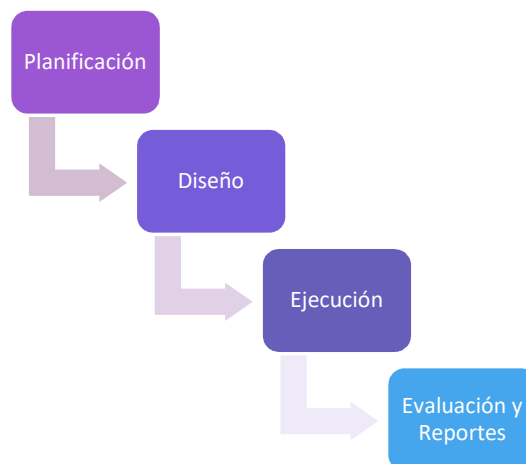 Planificación
Diseño
Ejecución
Evaluación y
Reportes